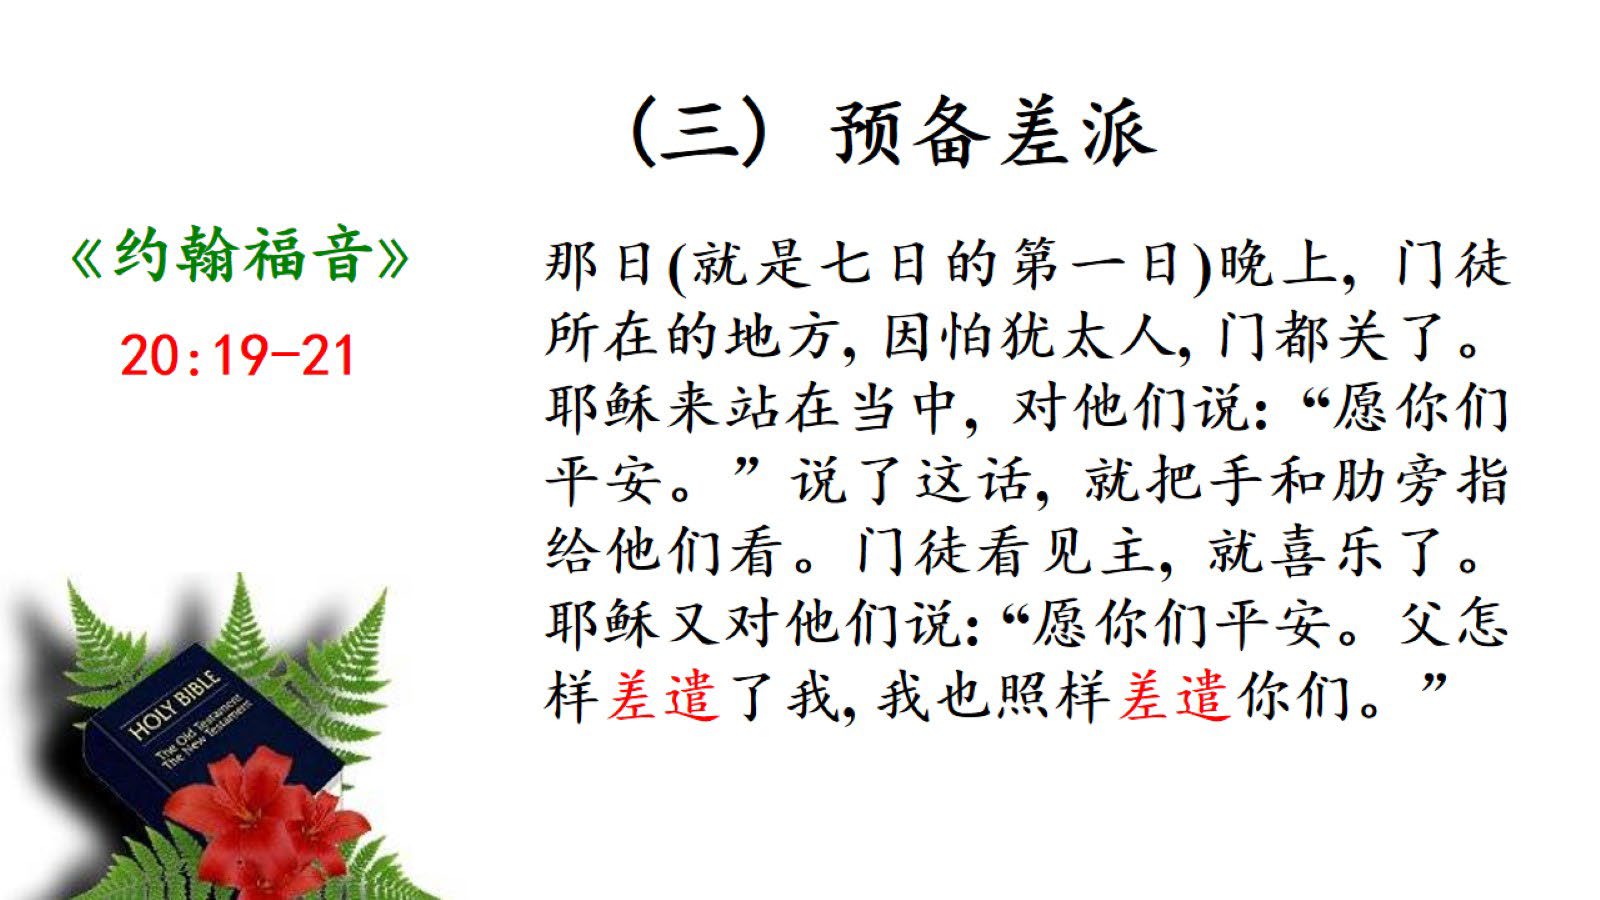 (三) 预备差派
《约翰福音》
20:19-21
那日(就是七日的第一日)晚上, 门徒
所在的地方, 因怕犹太人, 门都关了。
耶稣来站在当中, 对他们说: “愿你们
平安。”说了这话, 就把手和肋旁指
给他们看。门徒看见主, 就喜乐了。
耶稣又对他们说: “愿你们平安。父怎
样差遣了我, 我也照样差遣你们。”
HOLY BIBLE
The Old Testament
The New Testament